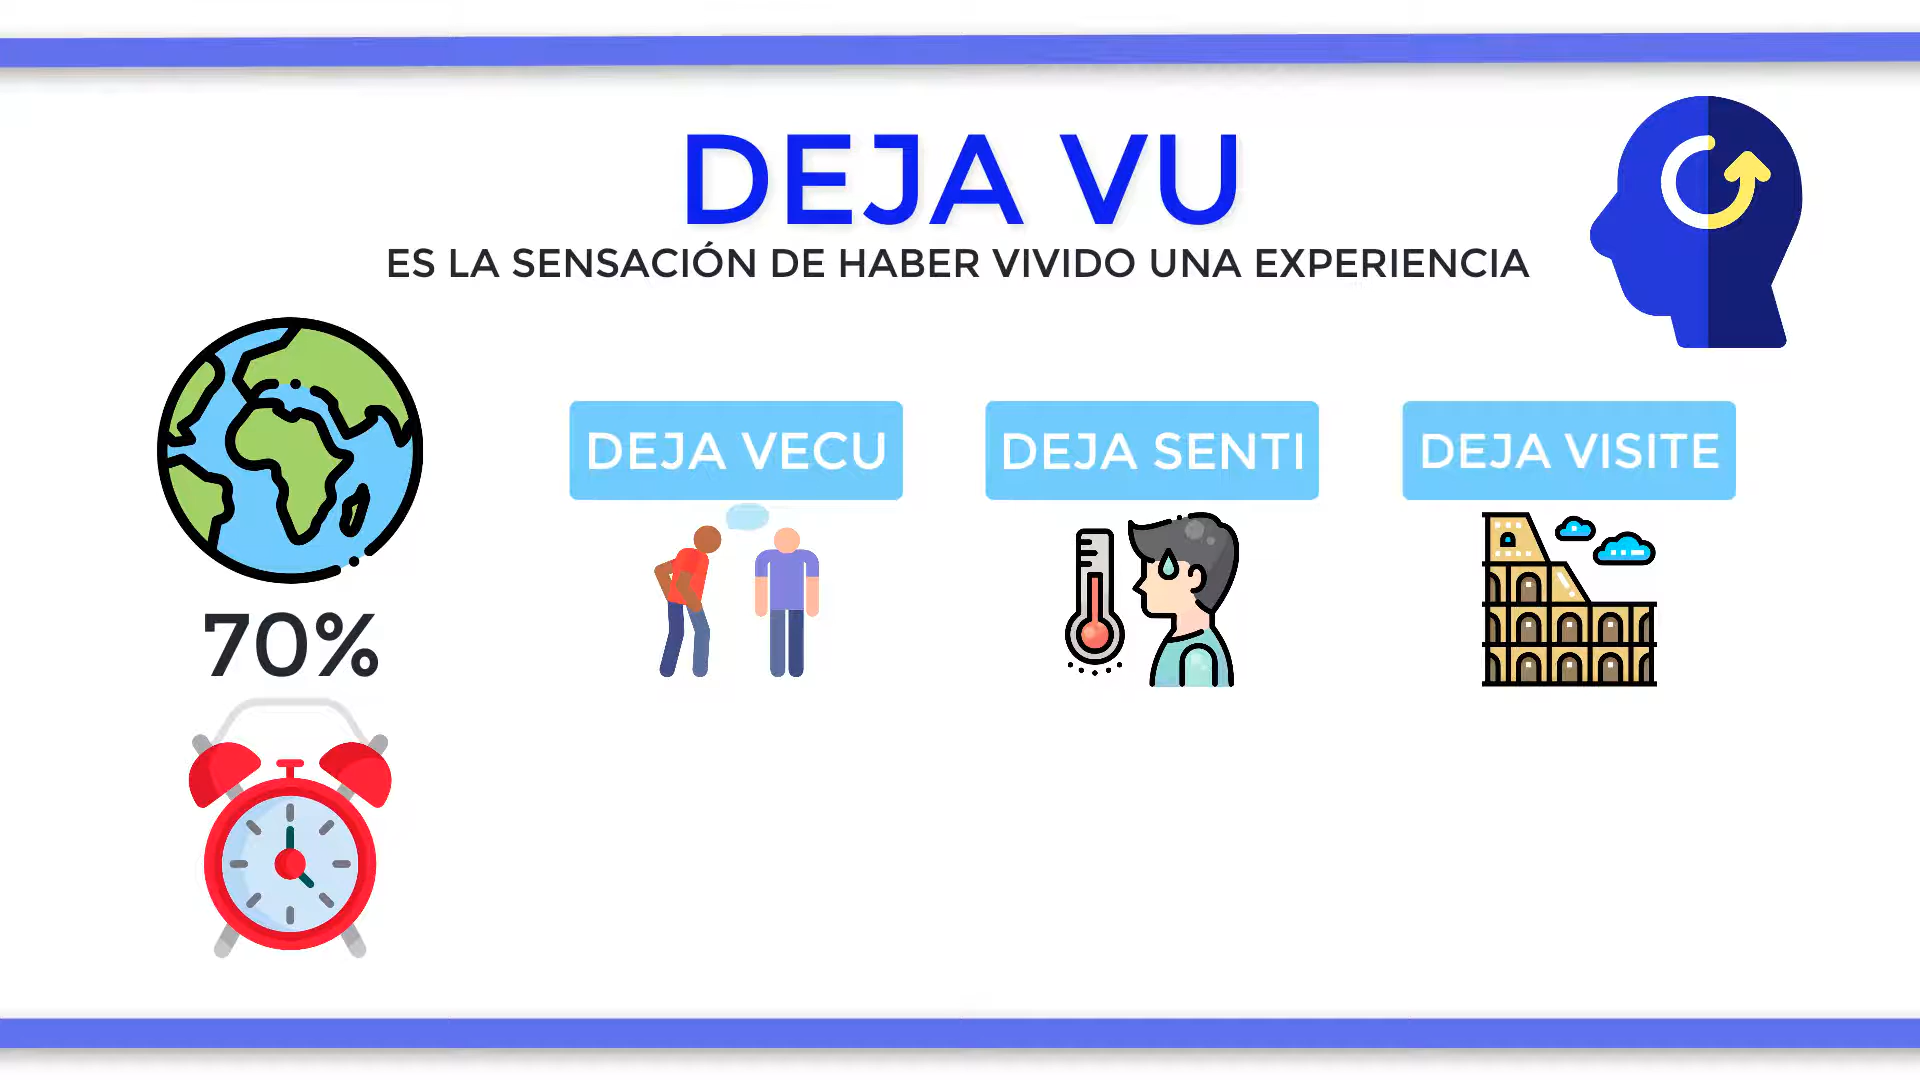 DEJA VU
ES LA SENSACIÓN DE HABER VIVIDO UNA EXPERIENCIA
DEJA VECU
DEJA SENTI
DEJA VISITE
70%